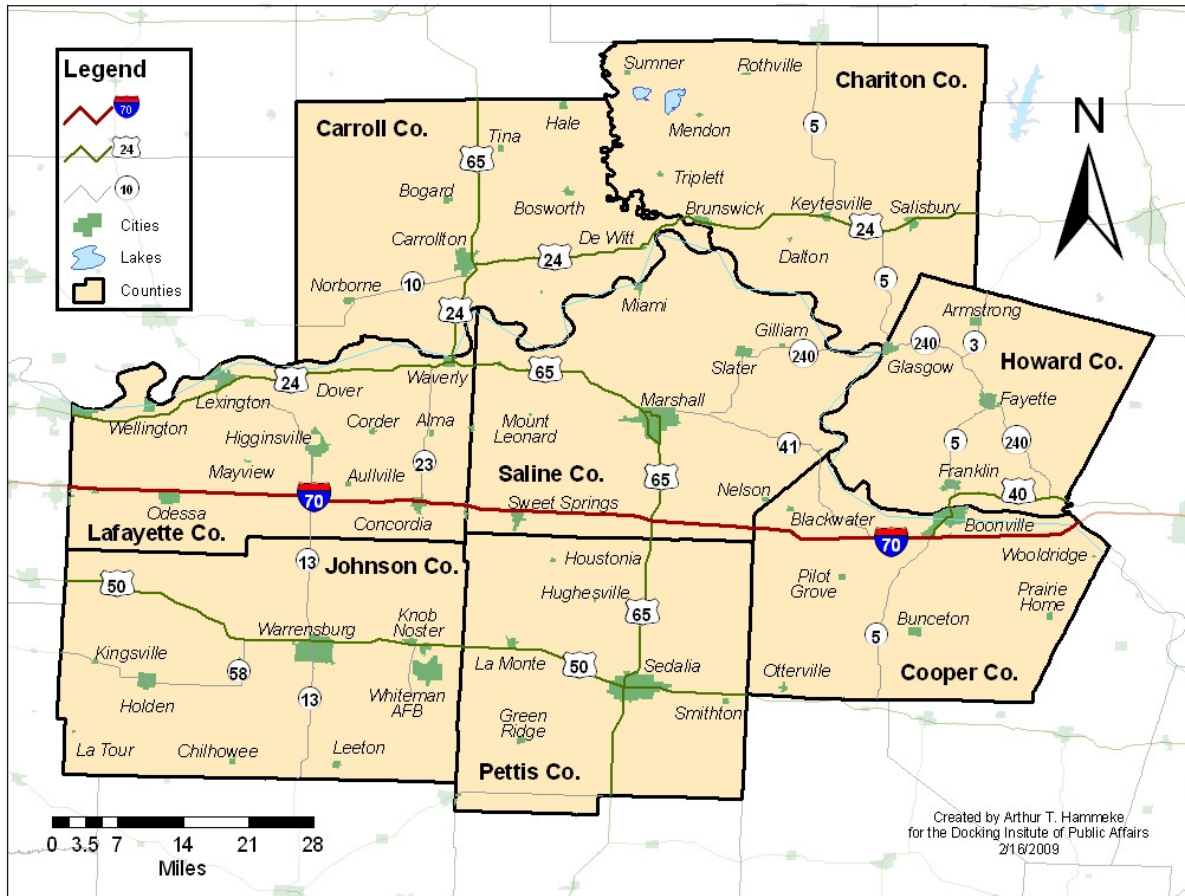 Legend
70
24
10
Cities
Lakes
Counties
Sumner
Rothville
Chariton Co.
N
Hale
Carroll Co.
Tina
5
Mendon
65
Triplett
Bogard
Bosworth
Brunswick
Keytesville
Salisbury
24
Carrollton
De Witt
24
Dalton
10
5
Norborne
Miami
24
Armstrong
Gilliam
240
240
3
Howard Co.
Slater
Glasgow
65
Waverly
24
Dover
Lexington
Fayette
Marshall
Wellington
Corder
Alma
Mount
Leonard
Higginsville
41
5
240
Mayview
Aullville
23
Saline Co.
65
Franklin
Nelson
40
70
Sweet Springs
Odessa
Concordia
Blackwater
Boonville
Lafayette Co.
70
Wooldridge
13
Johnson Co.
Houstonia
50
Pilot
Grove
Prairie
Home
Hughesville
65
Knob
Noster
Bunceton
Warrensburg
5
Kingsville
La Monte
50
Sedalia
Otterville
58
Cooper Co.
13
Whiteman
AFB
Holden
Smithton
Green
Ridge
La Tour
Chilhowee
Leeton
Pettis Co.
0 3.5 7 14 21 28
Miles
Created by Arthur T. Hammeke
for the Docking Insitute of Public Affairs
2/16/2009